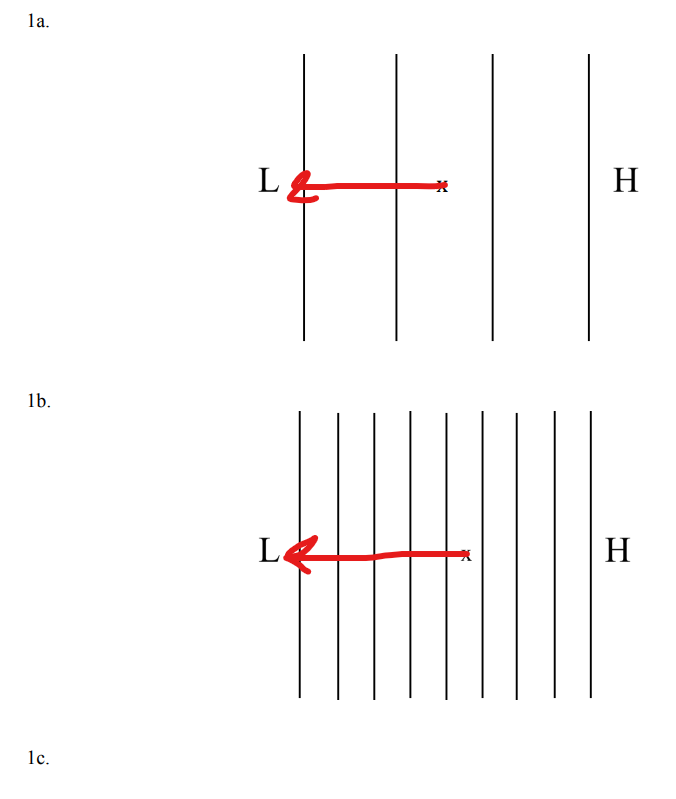 1a.
L x H
1b.
L x H
1c.